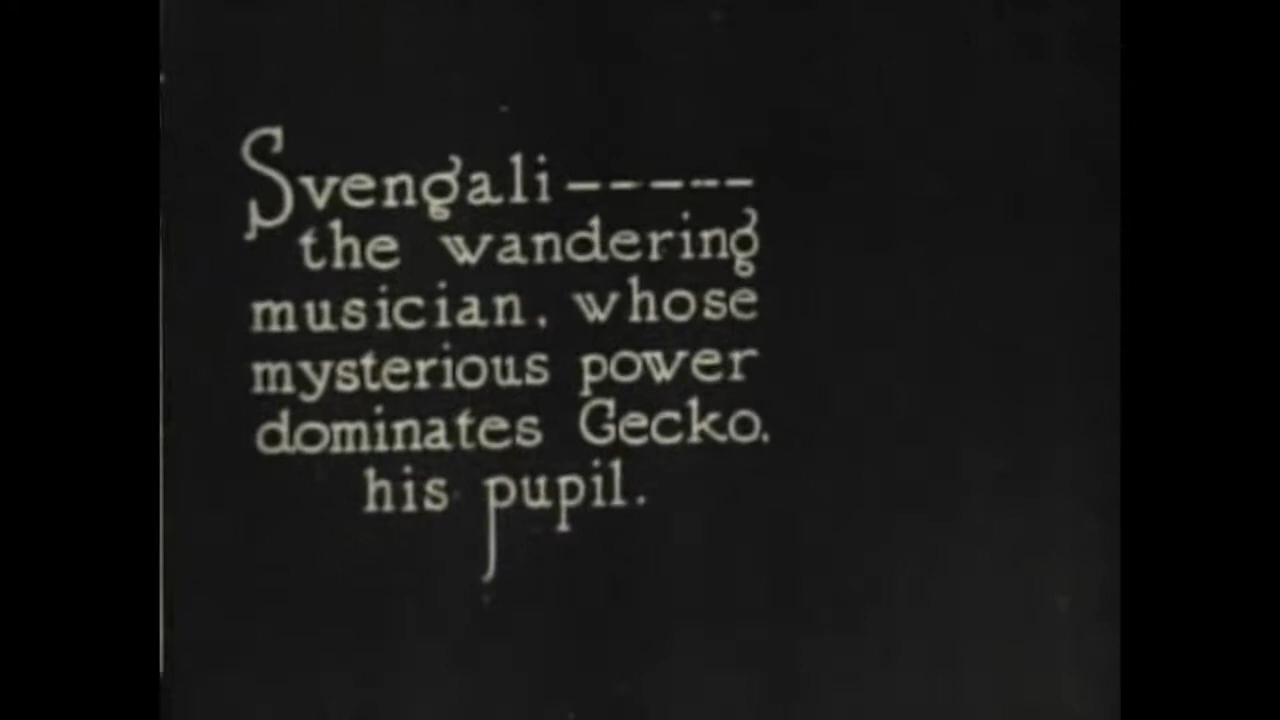 Svengali-----
the wandering
musician, whose
mysterious power
dominates Gecko,
his pupil.